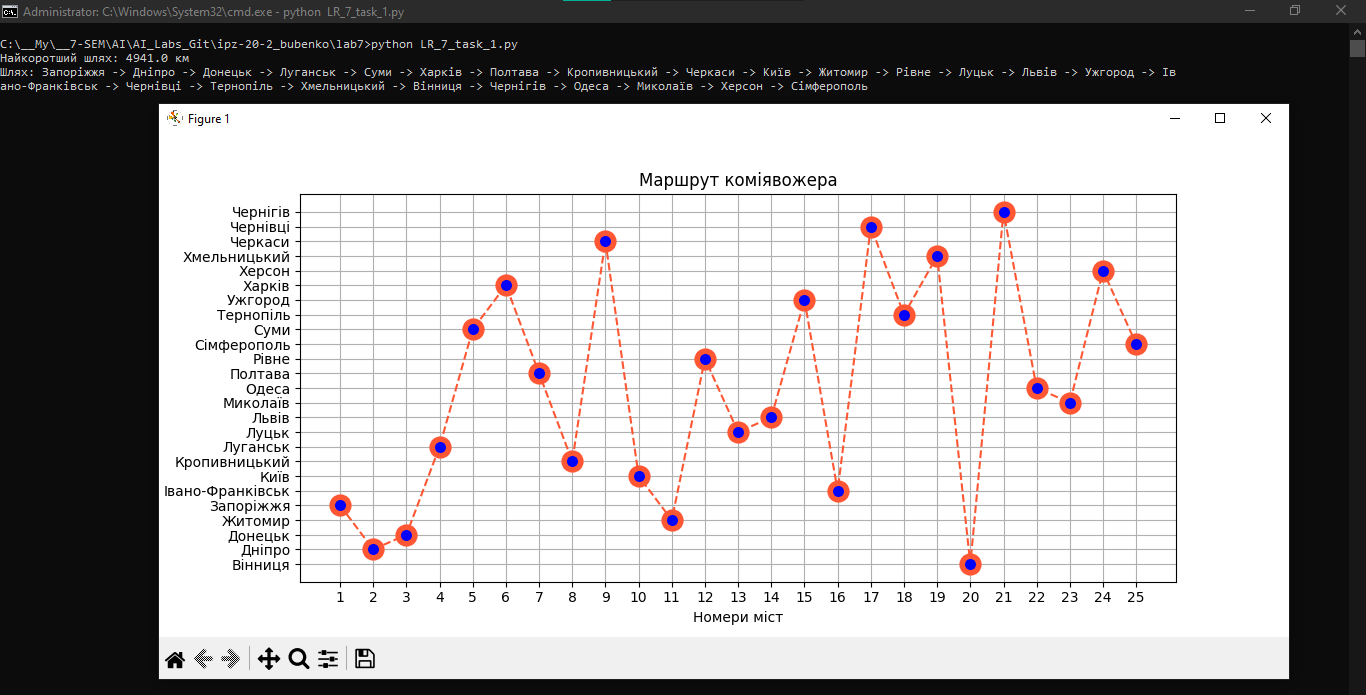 Administrator: C:\Windows\System32\cmd.exe - python  LR_7_task_1.py
C:\__My\__7-SEM\AI\AI_Labs_Git\ipz-20-2_bubenko\lab7>python LR_7_task_1.py
Найкоротший шлях: 4941.0 км
Шлях: Запоріжжя -> Дніпро -> Донецьк -> Луганськ -> Суми -> Харків -> Полтава -> Кропивницький -> Черкаси -> Київ -> Житомир -> Рівне -> Луцьк -> Львів -> Ужгород -> Ів
ано-Франківськ -> Чернівці -> Тернопіль -> Хмельницький -> Вінниця -> Чернігів -> Одеса -> Миколаїв -> Херсон -> Сімферополь
Figure 1
Маршрут коміявожера
Чернігів
Чернівці
Черкаси
Хмельницький
Херсон
Харків
Ужгород
Тернопіль
Суми
Сімферополь
Рівне
Полтава
Одеса
Миколаїв
Львів
Луцьк
Луганськ
Кропивницький
Київ
Івано-Франківськ
Запоріжжя
Житомир
Донецьк
Дніпро
Вінниця
1 2 3 4 5 6 7 8 9 10 11 12 13 14 15 16 17 18 19 20 21 22 23 24 25
Номери міст